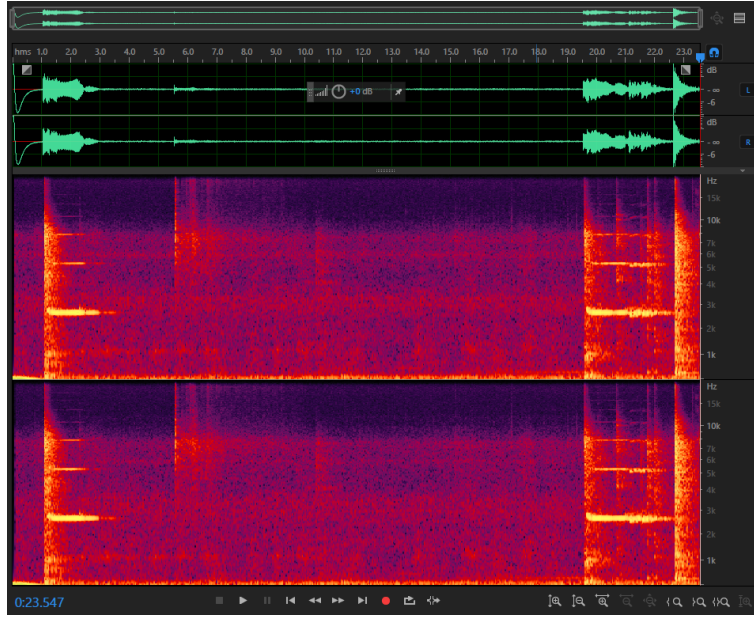 hms 1.0 2.0 3.0 4.0 5.0 6.0 7.0 8.0 9.0 10.0 11.0 12.0 13.0 14.0 15.0 16.0 17.0 18.0 19.0 20.0 21.0 22.0 23.0
dB
+0 dB
- ∞
L
-6
dB
- ∞
R
-6
Hz
15k
10k
7k
6k
5k
4k
3k
2k
1k
Hz
15k
10k
7k
6k
5k
4k
3k
2k
1k
0:23.547